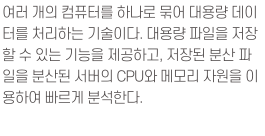 여러 개의 컴퓨터를 하나로 묶어 대용량 데이
터를 처리하는 기술이다. 대용량 파일을 저장
할 수 있는 기능을 제공하고, 저장된 분산 파
일을 분산된 서버의 CPU와 메모리 자원을 이
용하여 빠르게 분석한다.